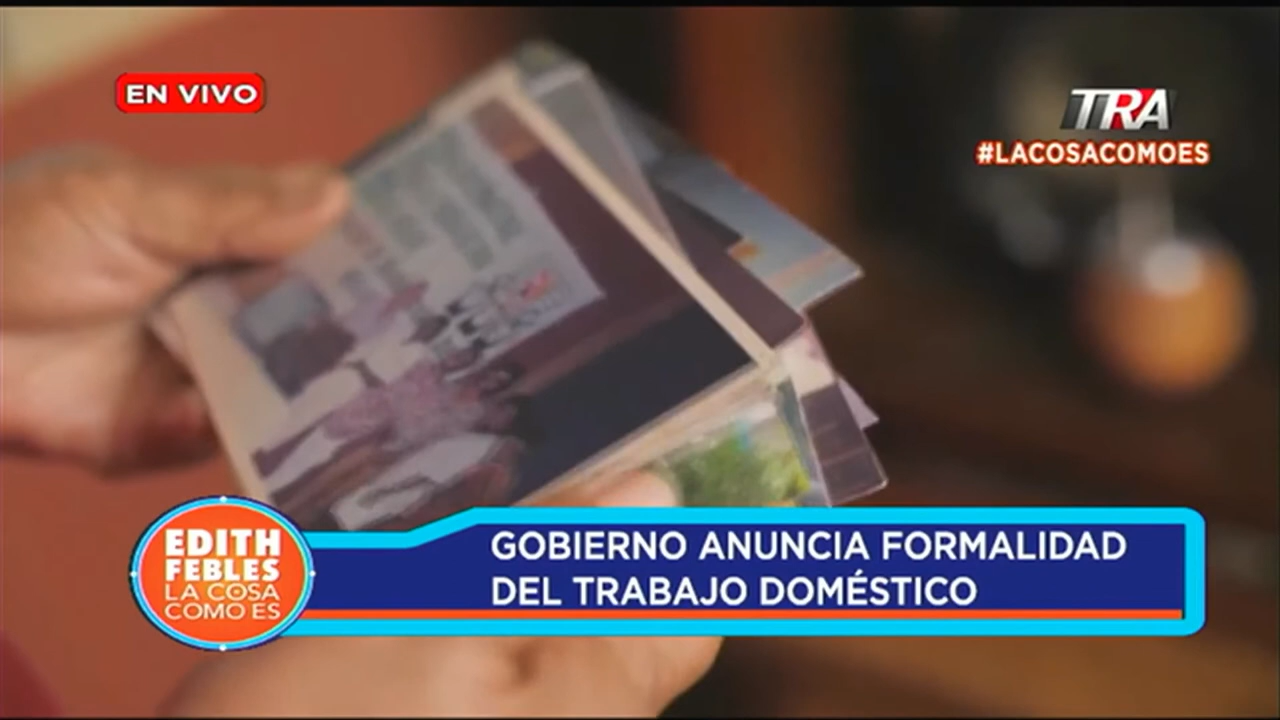 EN VIVO
TRA
#LACOSACOMOES
EDITH
FEBLES
LA COSA
COMO ES
GOBIERNO ANUNCIA FORMALIDAD
DEL TRABAJO DOMÉSTICO